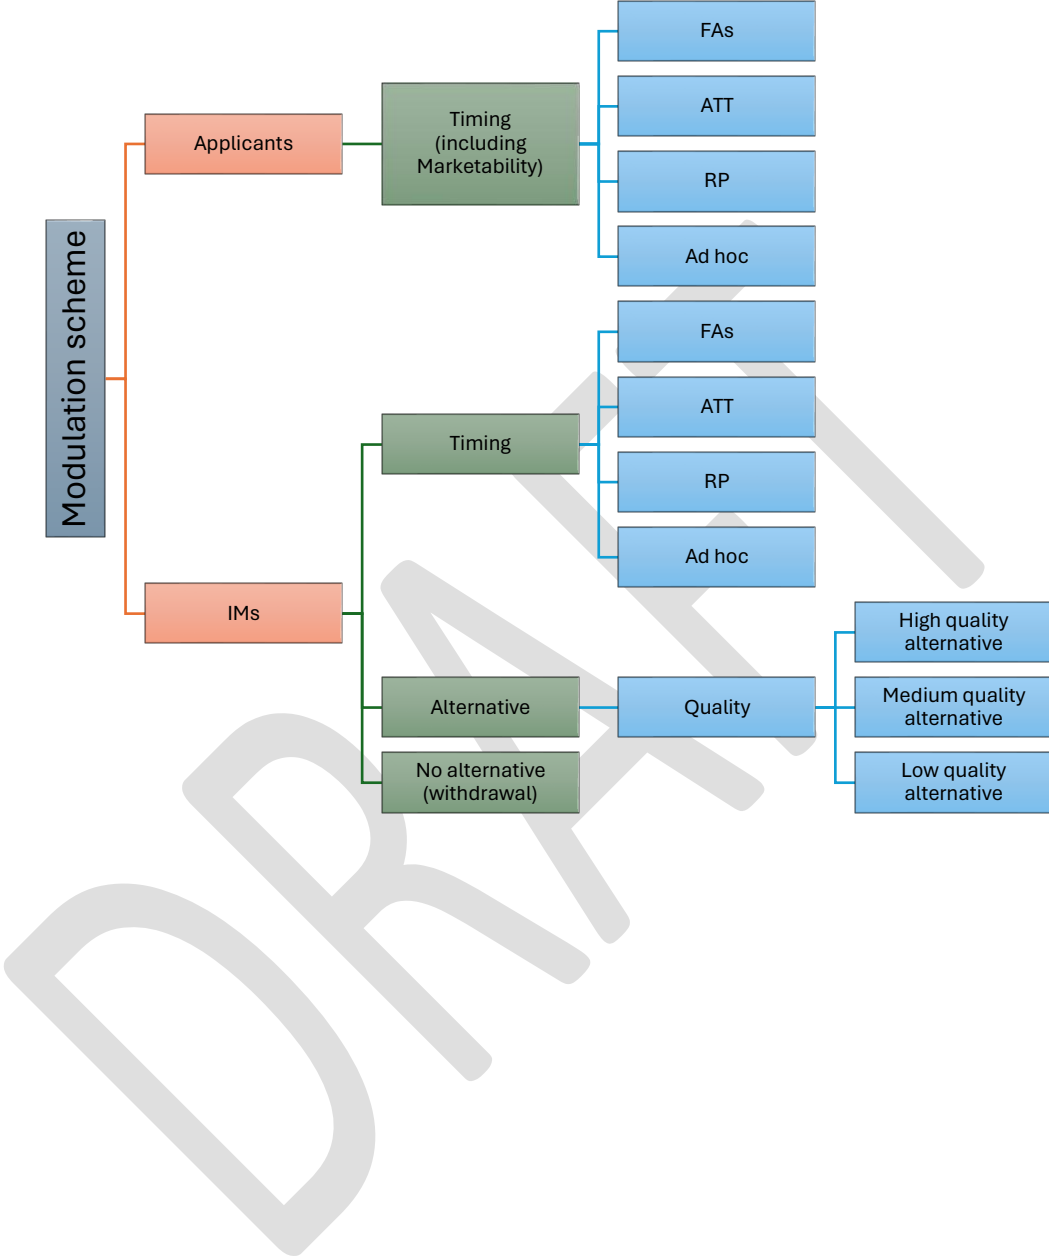 Modulation scheme
Applicants
Timing
(including
Marketability)
FAs
ATT
RP
Ad hoc
IMs
Timing
FAs
ATT
RP
Ad hoc
Alternative
Quality
High quality
alternative
Medium quality
alternative
Low quality
alternative
No alternative
(withdrawal)
DRAFT